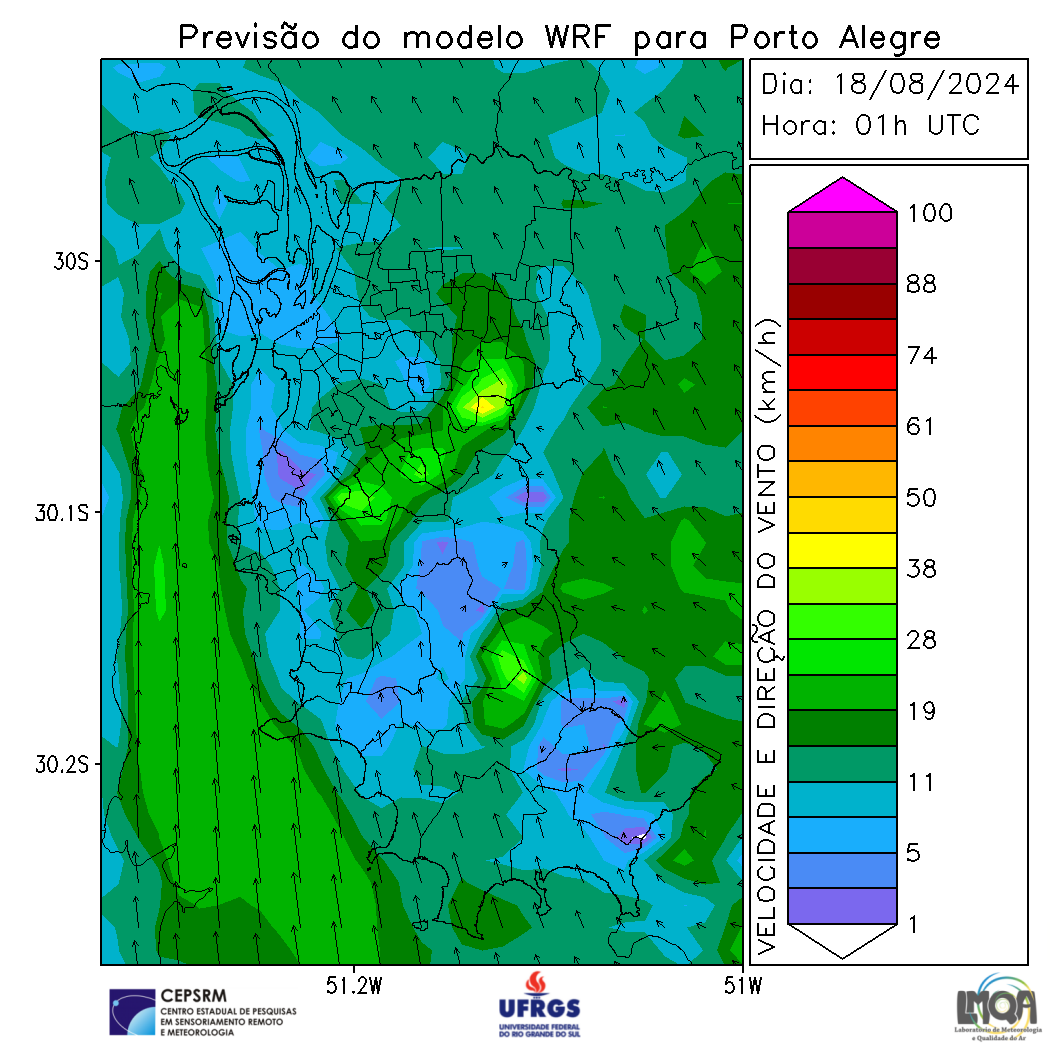 Previsão do modelo WRF para Porto Alegre
Dia: 18/08/2024
Hora: 01h UTC
30S
30.1S
30.2S
51.2W
51W
VELOCIDADE E DIREÇÃO DO VENTO (km/h)
100
88
74
61
50
38
28
19
11
5
1
CEPSRM
CENTRO ESTADUAL DE PESQUISAS
EM SENSORIAMENTO REMOTO
E METEOROLOGIA
UFRGS
UNIVERSIDADE FEDERAL
DO RIO GRANDE DO SUL
LMQA
Laboratório de Meteorologia
e Qualidade do Ar